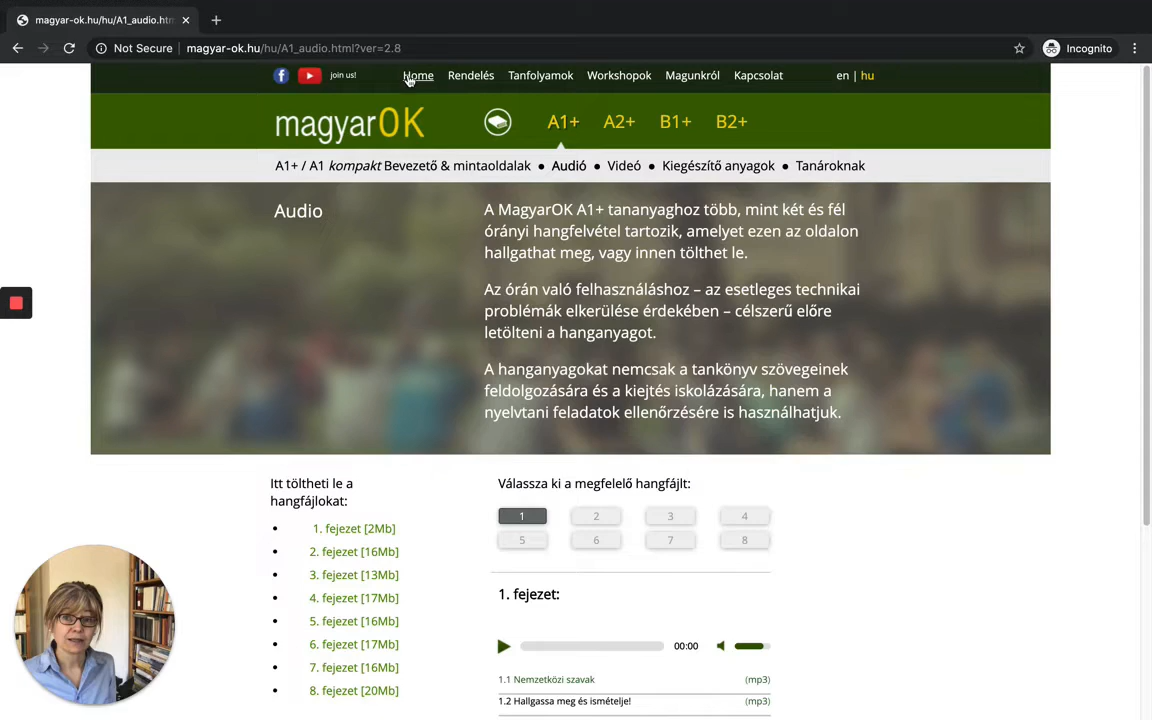 magyar-ok.hu/hu/A1_audio.htm
Not Secure magyar-ok.hu/hu/A1_audio.html?ver=2.8 Incognito
join us! Home Rendelés Tanfolyamok Workshopok Magunkról Kapcsolat en | hu
magyarOK A1+ A2+ B1+ B2+
A1+ / A1 kompakt Bevezető & mintaoldalak • Audió • Videó • Kiegészítő anyagok • Tanároknak
Audio
A MagyarOK A1+ tananyaghoz több, mint két és fél
órányi hangfelvétel tartozik, amelyet ezen az oldalon
hallgathat meg, vagy innen tölthet le.
Az órán való felhasználáshoz – az esetleges technikai
problémák elkerülése érdekében – célszerű előre
letölteni a hanganyagot.
A hanganyagokat nemcsak a tankönyv szövegeinek
feldolgozására és a kiejtés iskolázására, hanem a
nyelvtani feladatok ellenőrzésére is használhatjuk.
Itt töltheti le a
hangfájlokat:
• 1. fejezet [2Mb]
• 2. fejezet [16Mb]
• 3. fejezet [13Mb]
• 4. fejezet [17Mb]
• 5. fejezet [16Mb]
• 6. fejezet [17Mb]
• 7. fejezet [16Mb]
• 8. fejezet [20Mb]
Válassza ki a megfelelő hangfájlt:
1 2 3 4
5 6 7 8
1. fejezet:
00:00
1.1 Nemzetközi szavak (mp3)
1.2 Hallgassa meg és ismételje! (mp3)